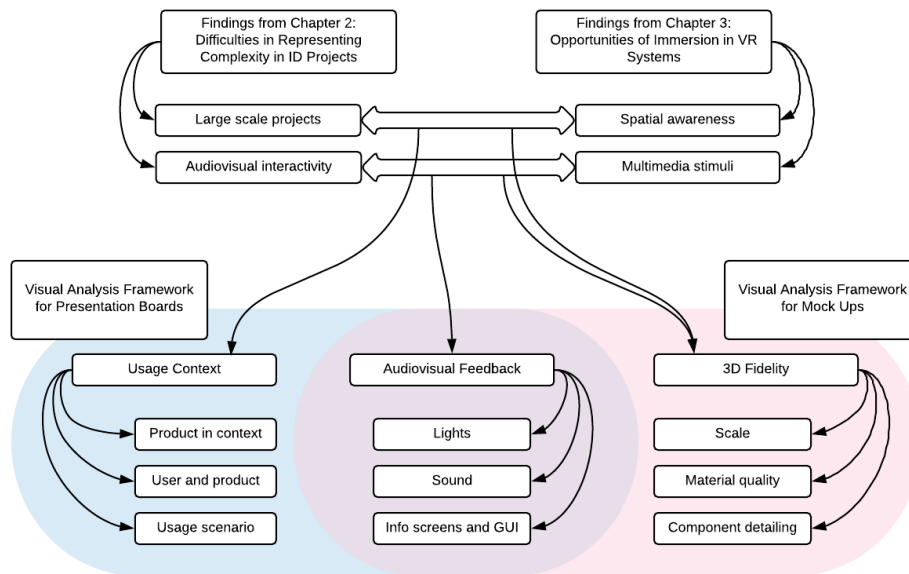 Findings from Chapter 2:
Difficulties in Representing
Complexity in ID Projects
Findings from Chapter 3:
Opportunities of Immersion in VR
Systems
Large scale projects
Spatial awareness
Audiovisual interactivity
Multimedia stimuli
Visual Analysis Framework
for Presentation Boards
Visual Analysis Framework
for Mock Ups
Usage Context
Audiovisual Feedback
3D Fidelity
Product in context
Lights
Scale
User and product
Sound
Material quality
Usage scenario
Info screens and GUI
Component detailing